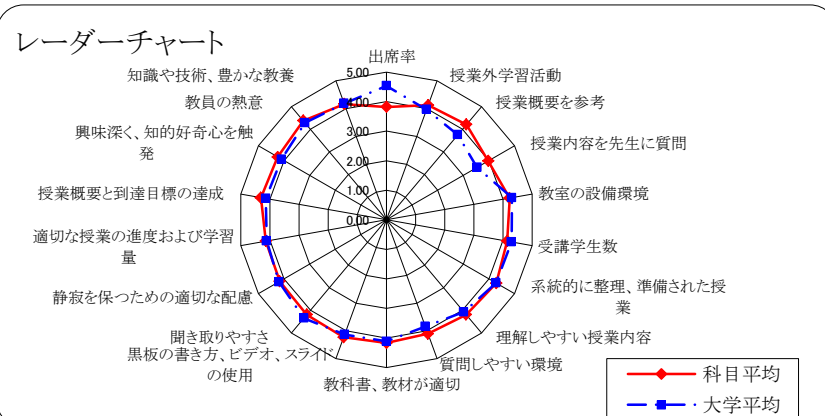 レーダーチャート
出席率
授業外学習活動
授業概要を参考
授業内容を先生に質問
教室の設備環境
受講学生数
系統的に整理、準備された授
業
理解しやすい授業内容
質問しやすい環境
教科書、教材が適切
黒板の書き方、ビデオ、スライド
の使用
聞き取りやすさ
静寂を保つための適切な配慮
適切な授業の進度および学習
量
授業概要と到達目標の達成
興味深く、知的好奇心を触
発
教員の熱意
知識や技術、豊かな教養
5.00
4.00
3.00
2.00
1.00
0.00
科目平均
大学平均